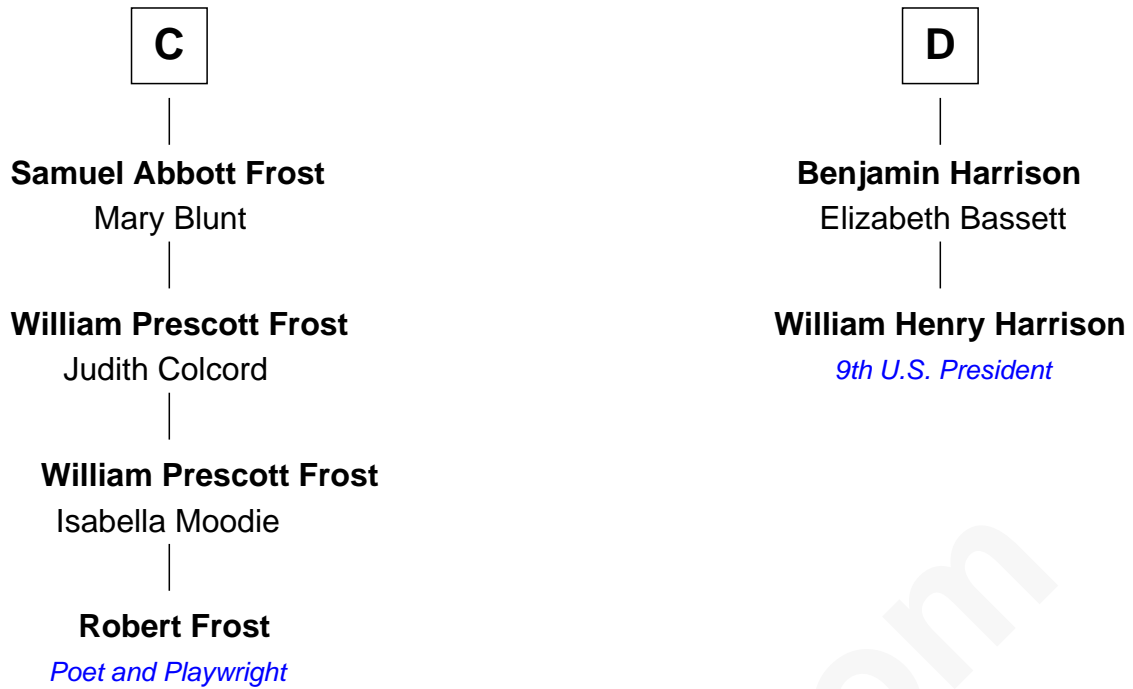 C
Samuel Abbott Frost
Mary Blunt
William Prescott Frost
Judith Colcord
William Prescott Frost
Isabella Moodie
Robert Frost
Poet and Playwright
D
Benjamin Harrison
Elizabeth Bassett
William Henry Harrison
9th U.S. President
om